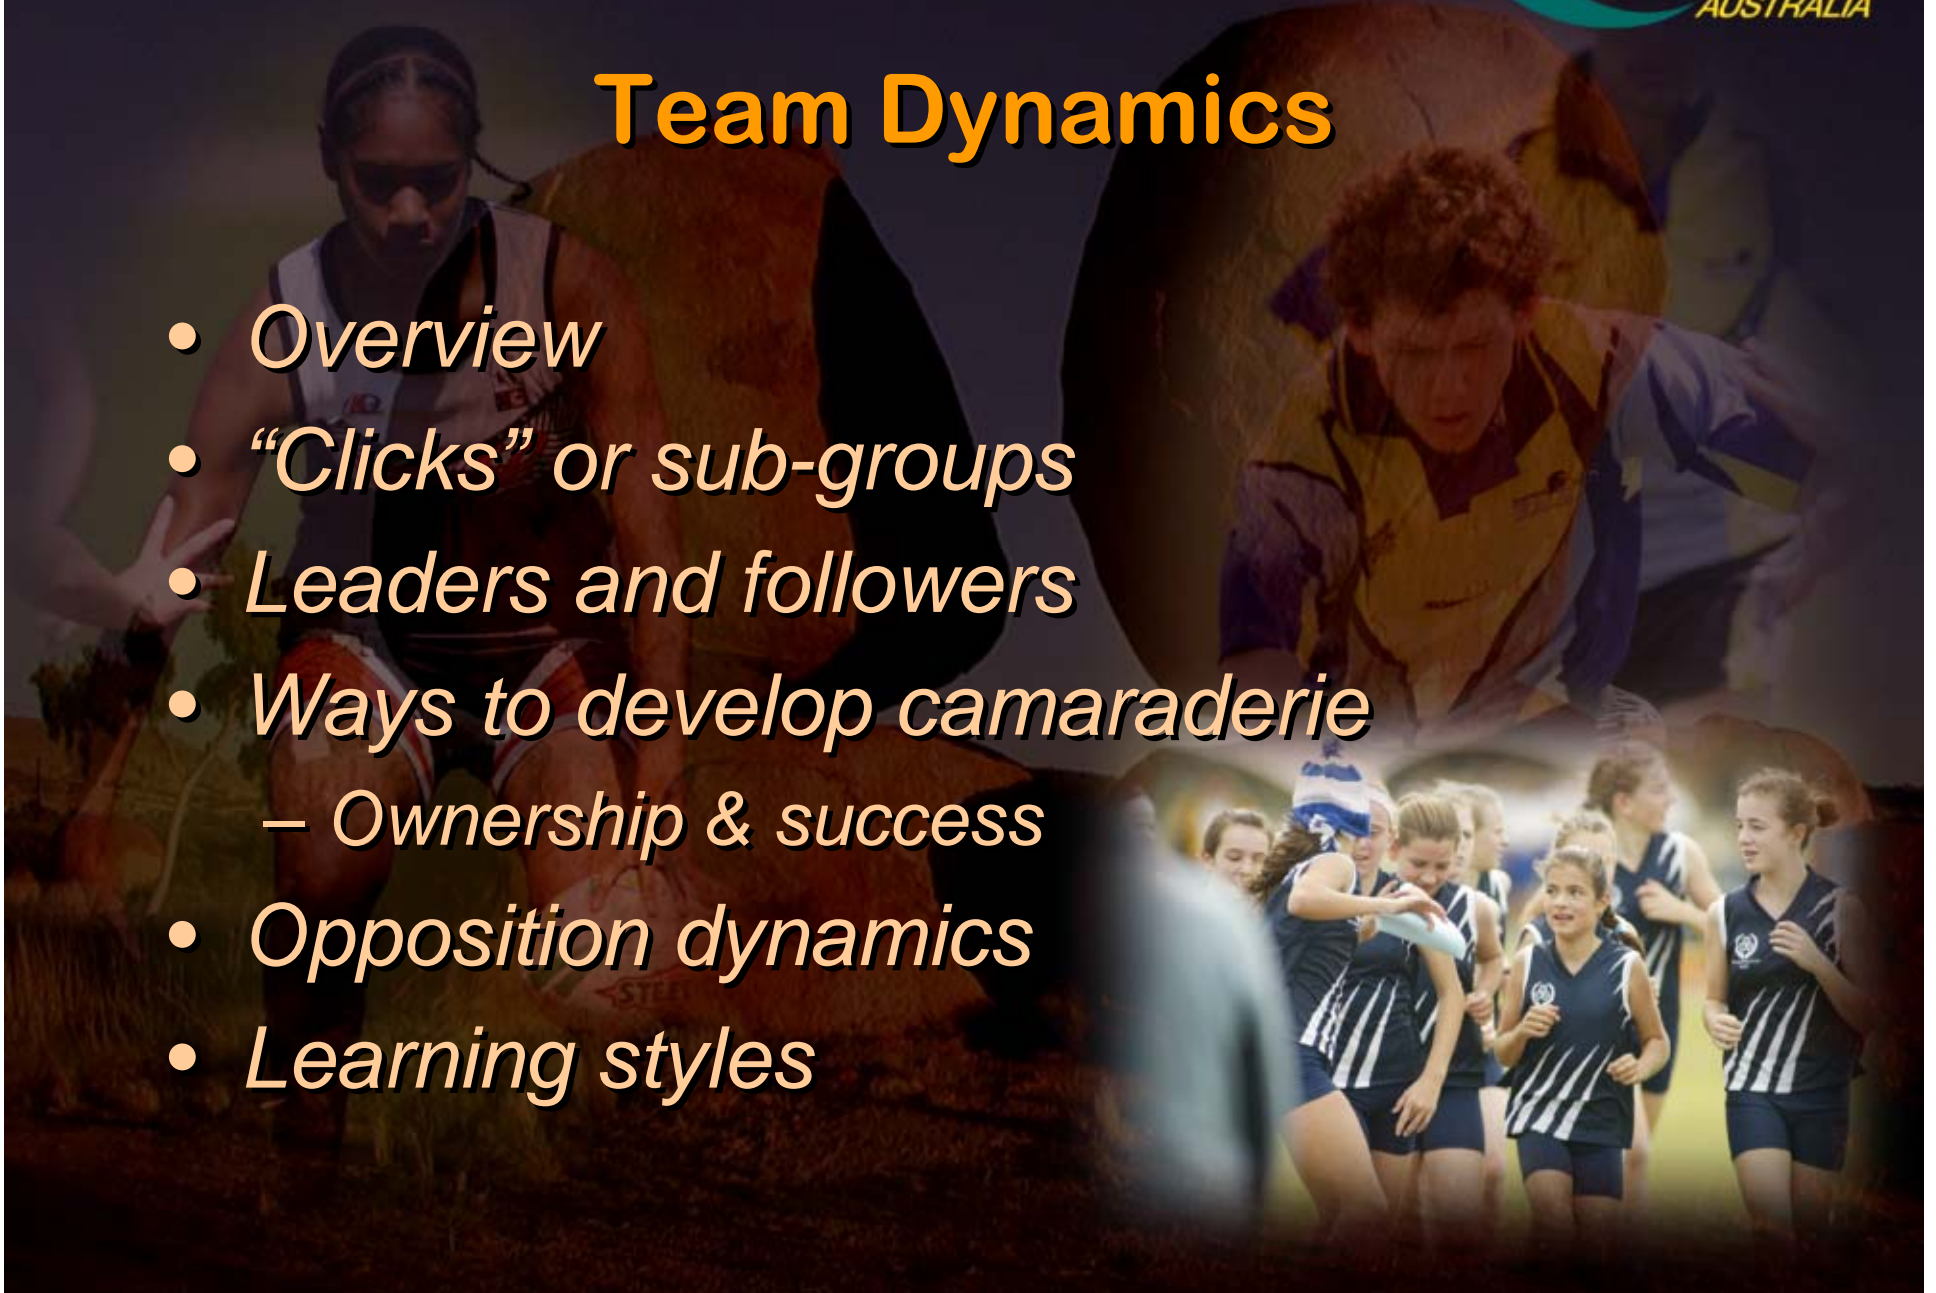 AUSTRALIA
Team Dynamics
• Overview
• “Clicks” or sub-groups
• Leaders and followers
• Ways to develop camaraderie
– Ownership & success
• Opposition dynamics
• Learning styles